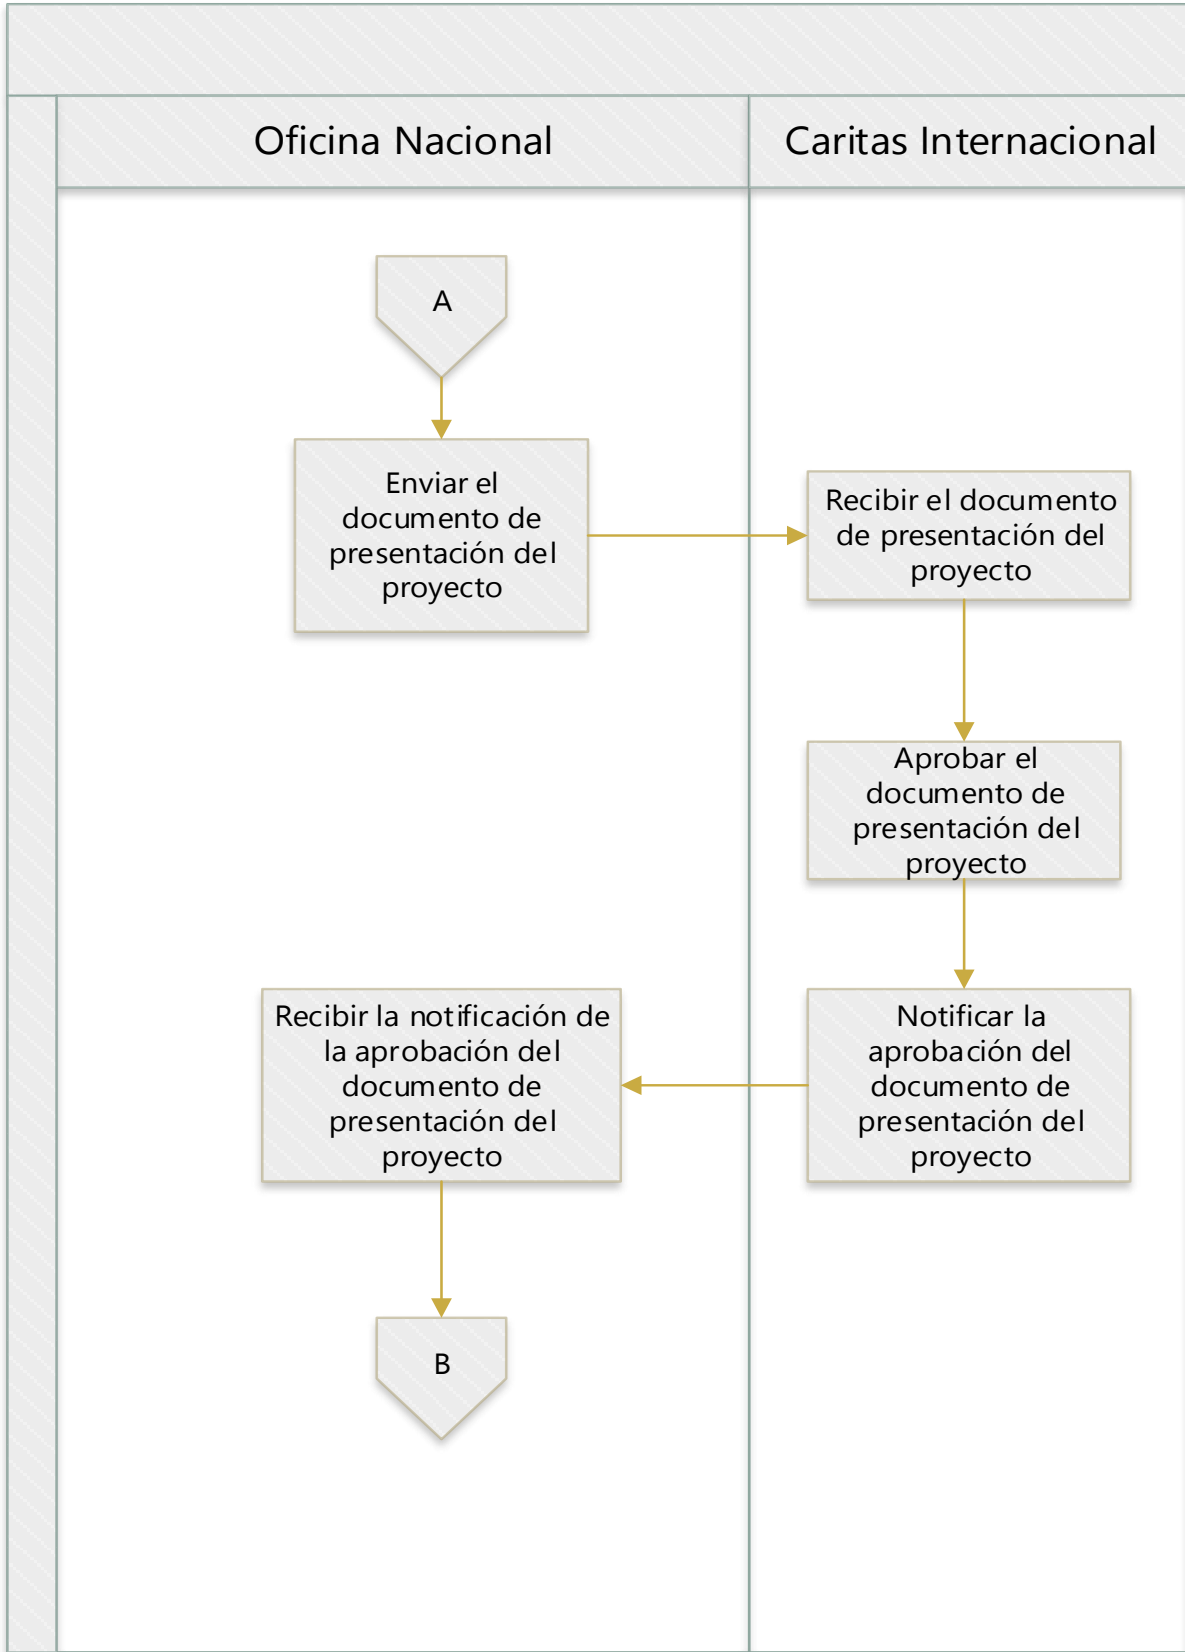 Oficina Nacional
Caritas Internacional
A
Enviar el
documento de
presentación del
proyecto
Recibir el documento
de presentación del
proyecto
Aprobar el
documento de
presentación del
proyecto
Notificar la
aprobación del
documento de
presentación del
proyecto
Recibir la notificación de
la aprobación del
documento de
presentación del
proyecto
B